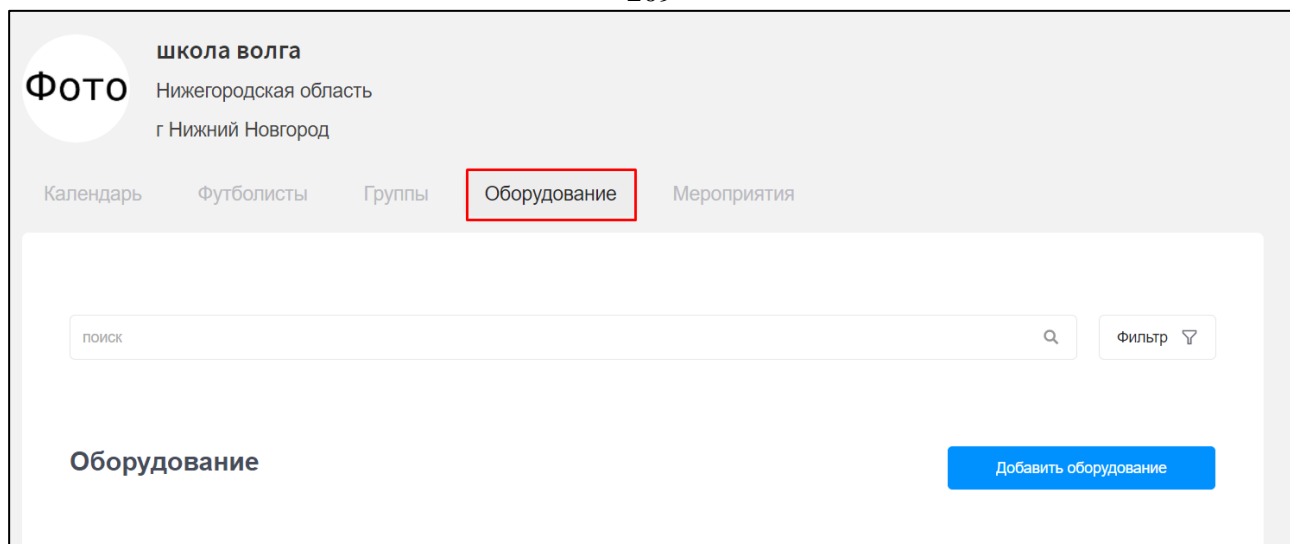 школа волга
Фото
Нижегородская область
г Нижний Новгород
Календарь Футболисты Группы Оборудование Мероприятия
поиск
Фильтр
Оборудование
Добавить оборудование